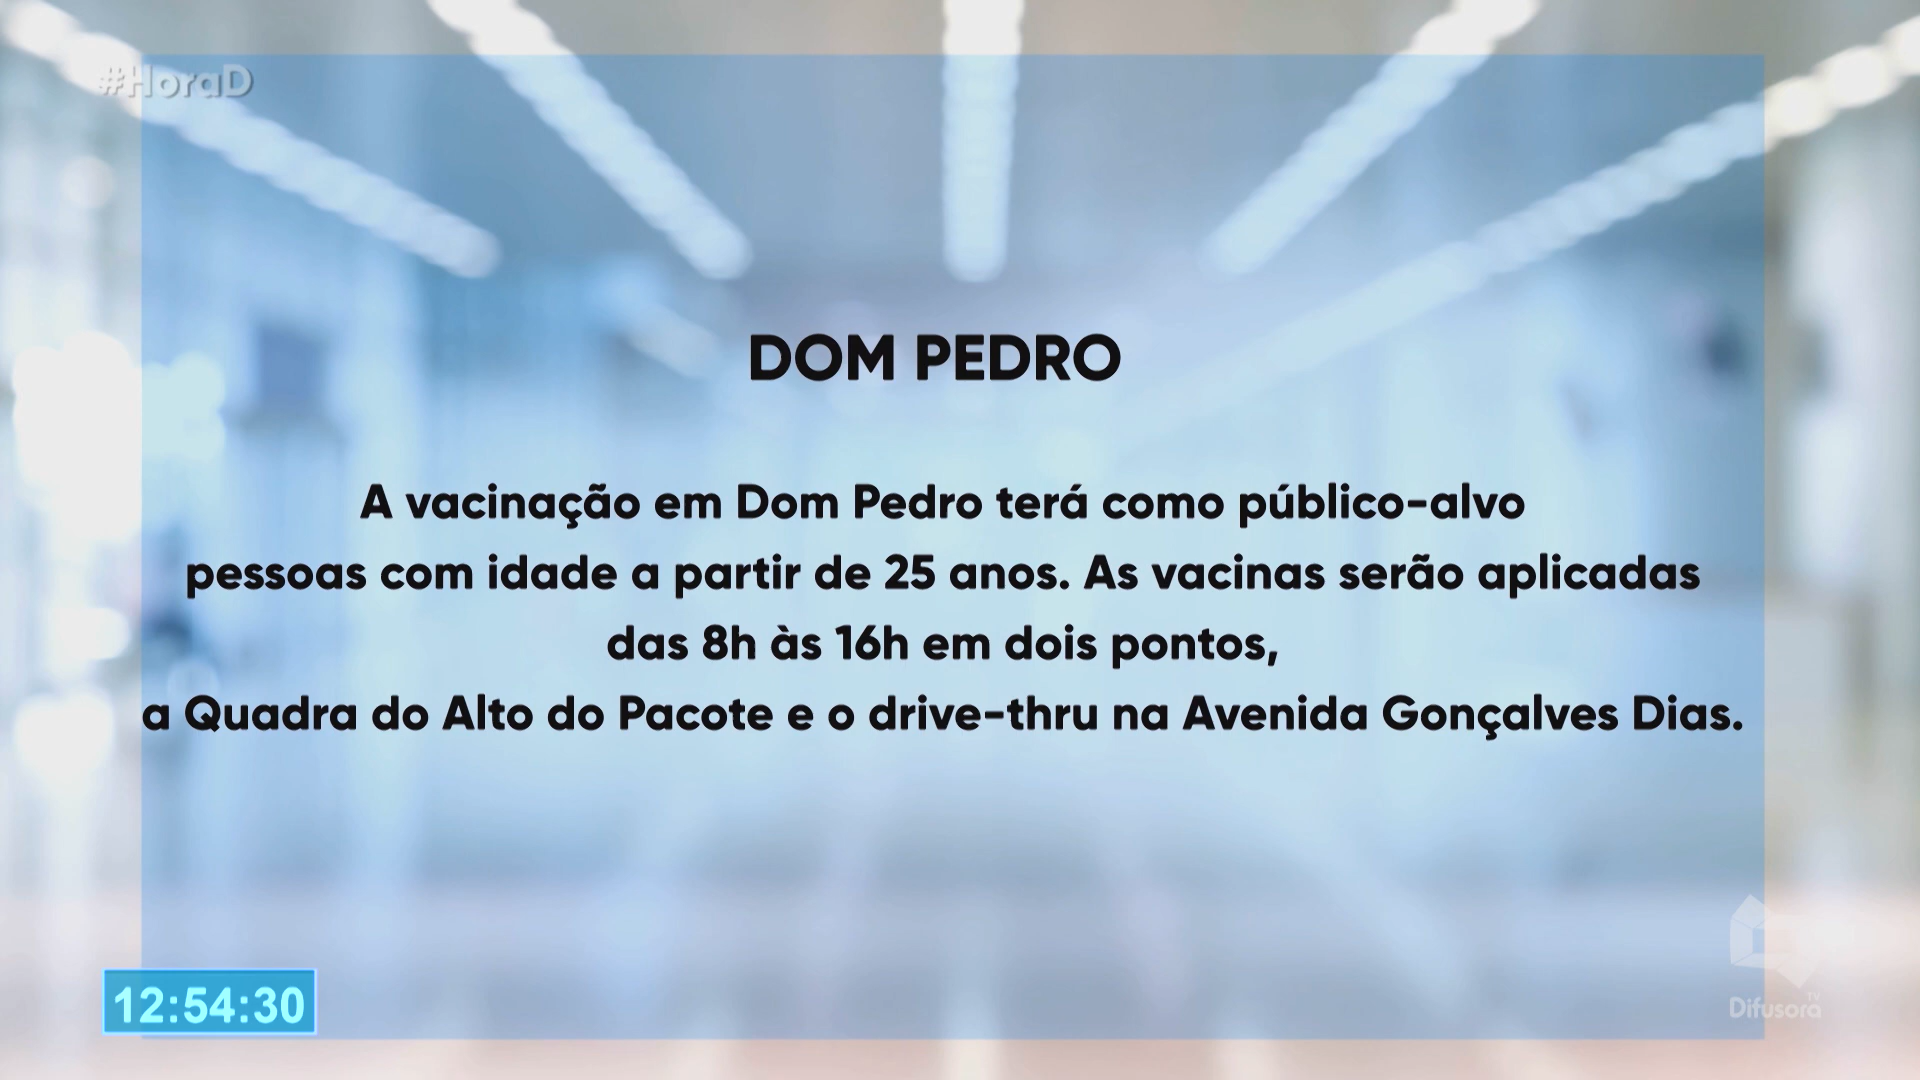 #HoraD
DOM PEDRO
A vacinação em Dom Pedro terá como público-alvo
pessoas com idade a partir de 25 anos. As vacinas serão aplicadas
das 8h às 16h em dois pontos,
a Quadra do Alto do Pacote e o drive-thru na Avenida Gonçalves Dias.
12:54:30
TV
Difusora